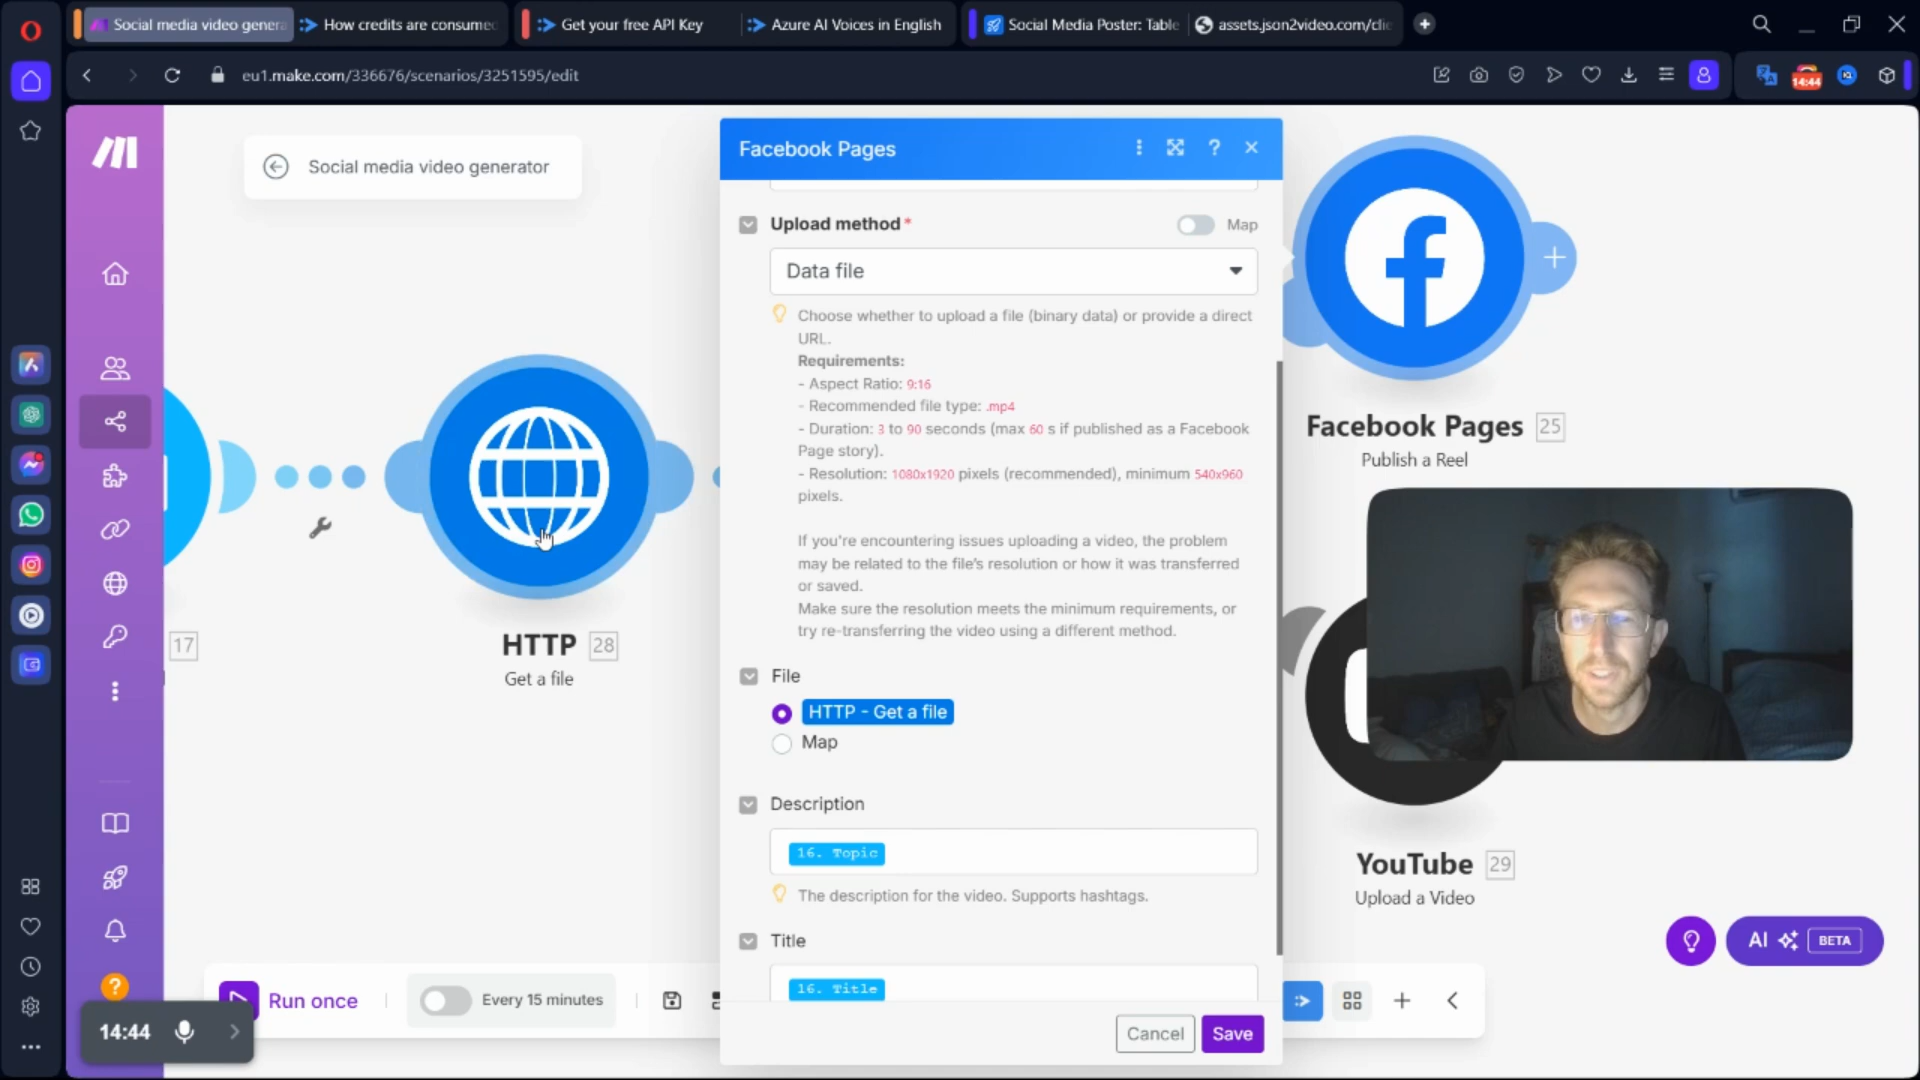 Social media video genera
How credits are consume
Get your free API Key
Azure AI Voices in English
Social Media Poster: Table
assets.json2video.com/clie
eu1.make.com/336676/scenarios/3251595/edit
14:44
Social media video generator
Facebook Pages
Upload method *
Map
Data file
Choose whether to upload a file (binary data) or provide a direct
URL.
Requirements:
- Aspect Ratio: 9:16
- Recommended file type: .mp4
- Duration: 3 to 90 seconds (max 60 s if published as a Facebook
Page story).
- Resolution: 1080x1920 pixels (recommended), minimum 540x960
pixels.
If you're encountering issues uploading a video, the problem
may be related to the file's resolution or how it was transferred
or saved.
Make sure the resolution meets the minimum requirements, or
try re-transferring the video using a different method.
File
HTTP - Get a file
Map
Description
16. Topic
The description for the video. Supports hashtags.
Title
16. Title
Cancel
Save
17
HTTP 28
Get a file
Facebook Pages 25
Publish a Reel
YouTube 29
Upload a Video
AI BETA
Run once
Every 15 minutes
14:44